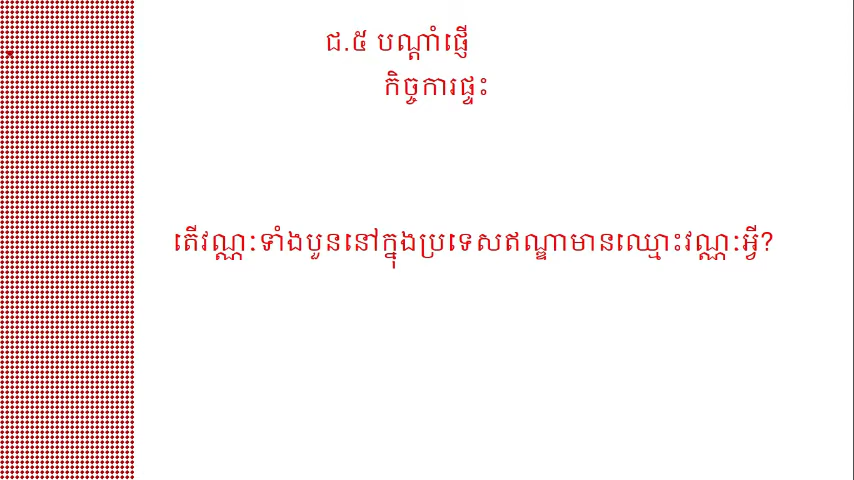 ជ.៥ បណ្ដាំផ្ញើ
កិច្ចការផ្ទះ
តើវណ្ណៈទាំងបួននៅក្នុងប្រទេសឥណ្ឌាមានឈ្មោះវណ្ណៈអ្វី?